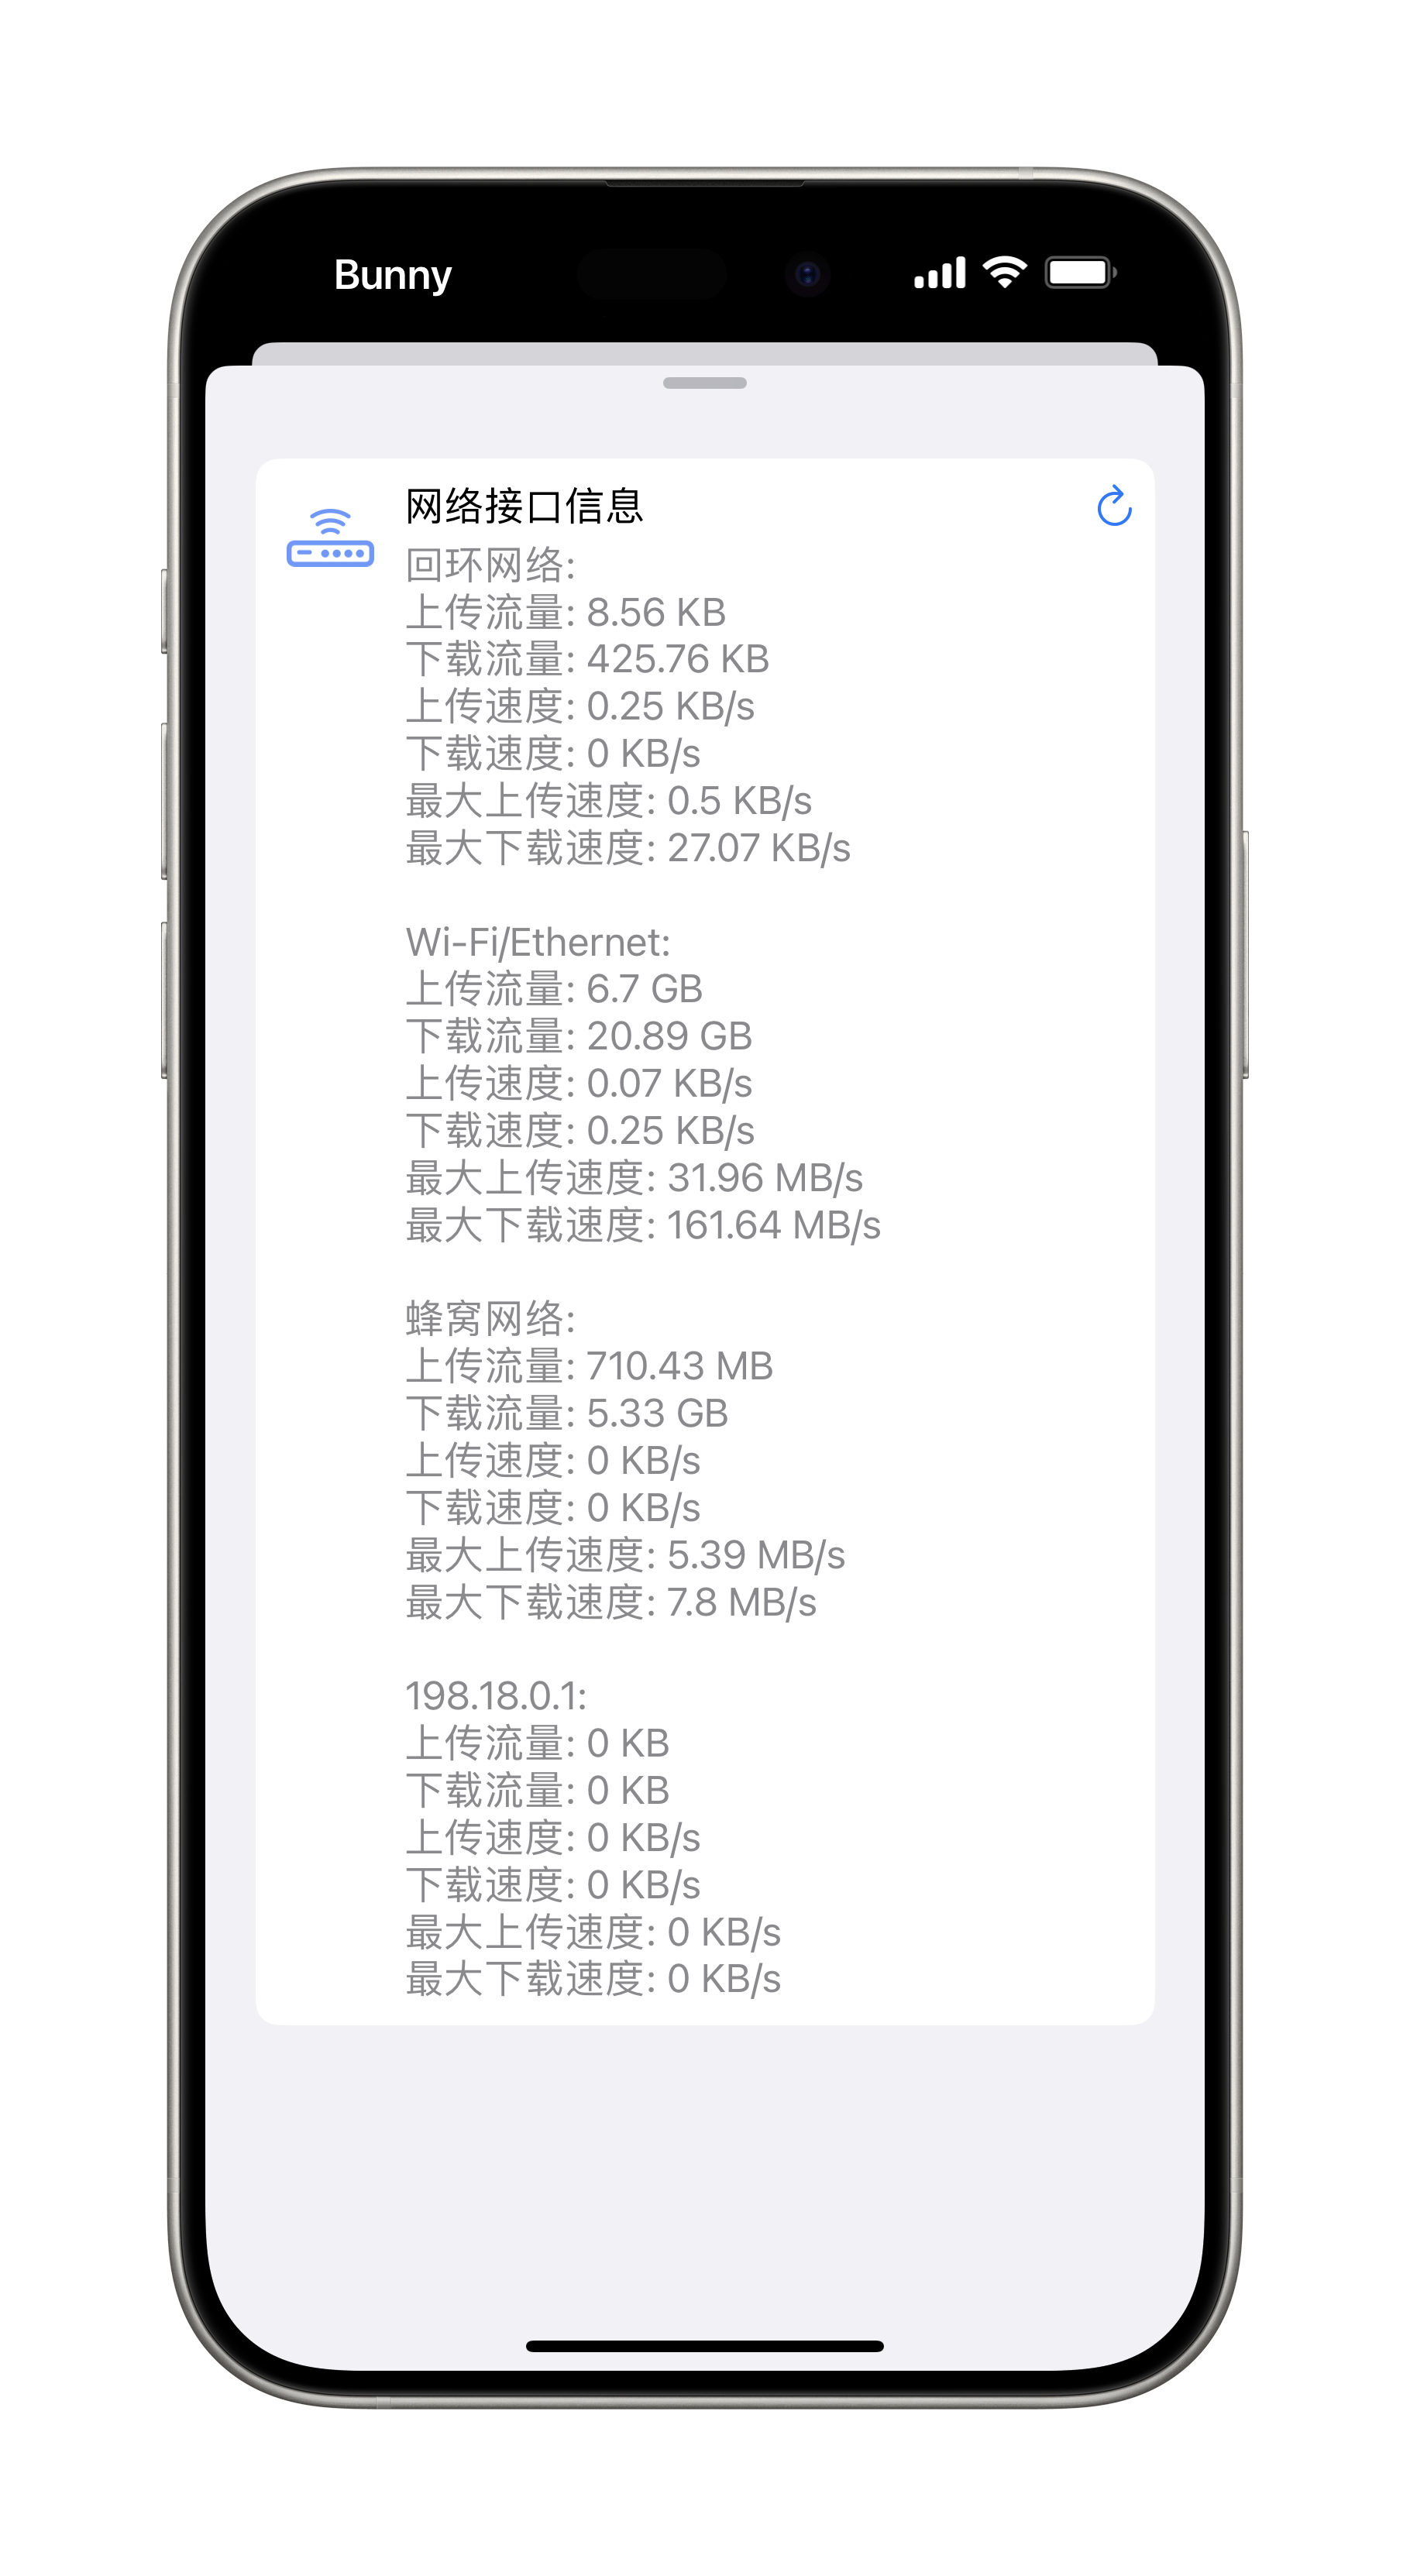 Bunny
网络接口信息
回环网络:
上传流量: 8.56 KB
下载流量: 425.76 KB
上传速度: 0.25 KB/s
下载速度: 0 KB/s
最大上传速度: 0.5 KB/s
最大下载速度: 27.07 KB/s
Wi-Fi/Ethernet:
上传流量: 6.7 GB
下载流量: 20.89 GB
上传速度: 0.07 KB/s
下载速度: 0.25 KB/s
最大上传速度: 31.96 MB/s
最大下载速度: 161.64 MB/s
蜂窝网络:
上传流量: 710.43 MB
下载流量: 5.33 GB
上传速度: 0 KB/s
下载速度: 0 KB/s
最大上传速度: 5.39 MB/s
最大下载速度: 7.8 MB/s
198.18.0.1:
上传流量: 0 KB
下载流量: 0 KB
上传速度: 0 KB/s
下载速度: 0 KB/s
最大上传速度: 0 KB/s
最大下载速度: 0 KB/s